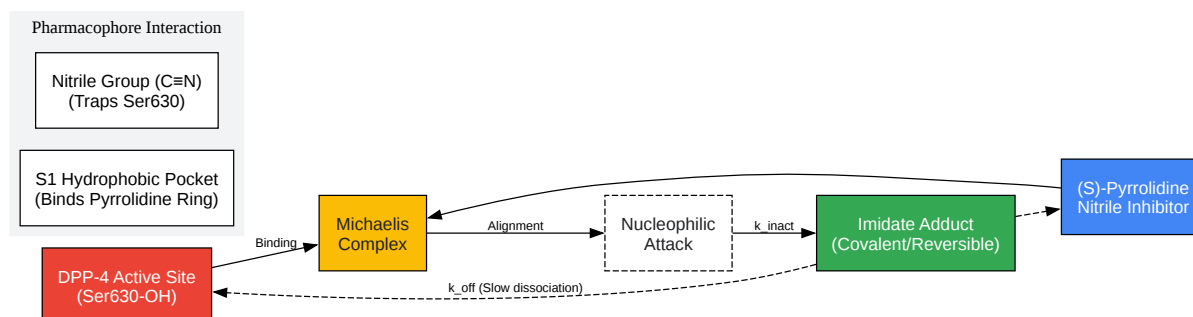 Pharmacophore Interaction
Nitrile Group (C≡N)
(Traps Ser630)
S1 Hydrophobic Pocket
(Binds Pyrrolidine Ring)
DPP-4 Active Site
(Ser630-OH)
Binding
Michaelis
Complex
Alignment
Nucleophilic
Attack
k_inact
Imidate Adduct
(Covalent/Reversible)
(S)-Pyrrolidine
Nitrile Inhibitor
k_off (Slow dissociation)